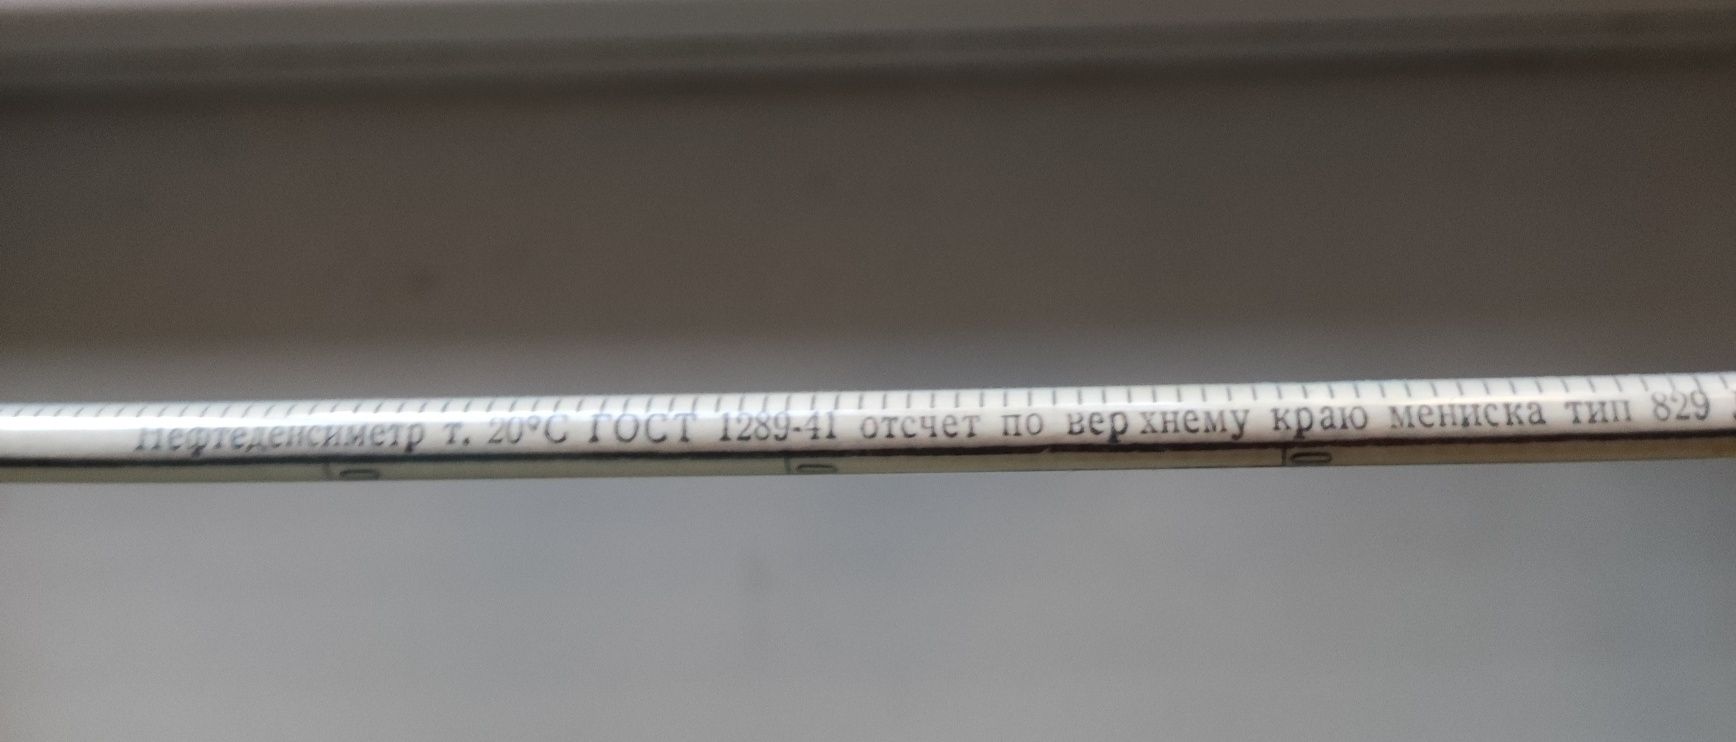 Нефтеденсиметр т. 20°С ГОСТ 1289-41 отсчет по верхнему краю мениска тип 829